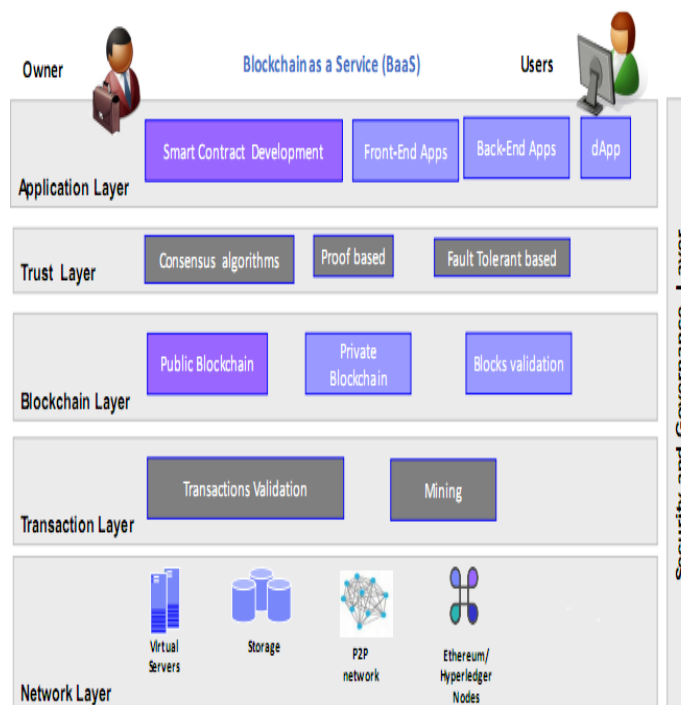 Owner
Blockchain as a Service (BaaS)
Users
Smart Contract Development
Front-End Apps
Back-End Apps
dApp
Application Layer
Consensus algorithms
Proof based
Fault Tolerant based
Trust Layer
Public Blockchain
Private
Blockchain
Blocks validation
Blockchain Layer
Transactions Validation
Mining
Transaction Layer
Virtual
Servers
Storage
P2P
network
Ethereum/
Hyperledger
Nodes
Network Layer
Security and Governance Layer